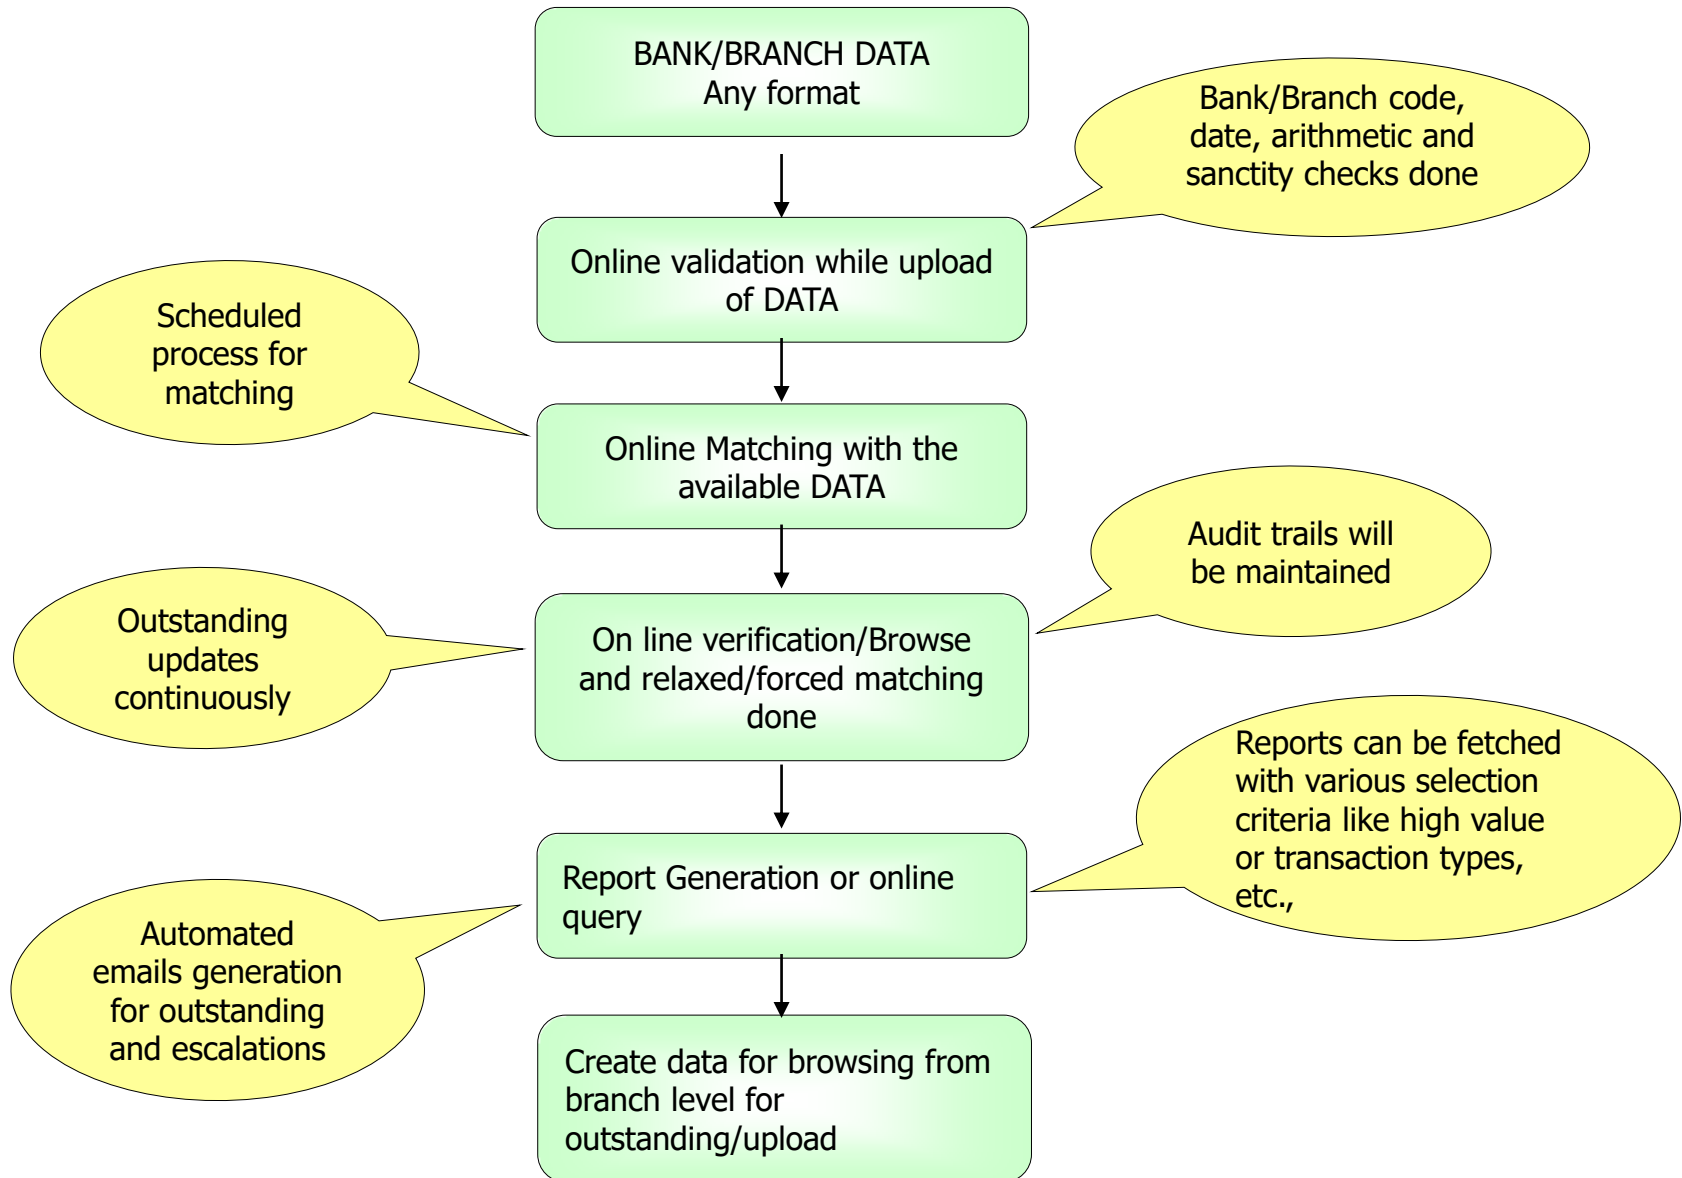 BANK/BRANCH DATA
Any format
Bank/Branch code,
date, arithmetic and
sanctity checks done
Online validation while upload
of DATA
Scheduled
process for
matching
Online Matching with the
available DATA
Audit trails will
be maintained
Outstanding
updates
continuously
On line verification/Browse
and relaxed/forced matching
done
Reports can be fetched
with various selection
criteria like high value
or transaction types,
etc.,
Report Generation or online
query
Automated
emails generation
for outstanding
and escalations
Create data for browsing from
branch level for
outstanding/upload